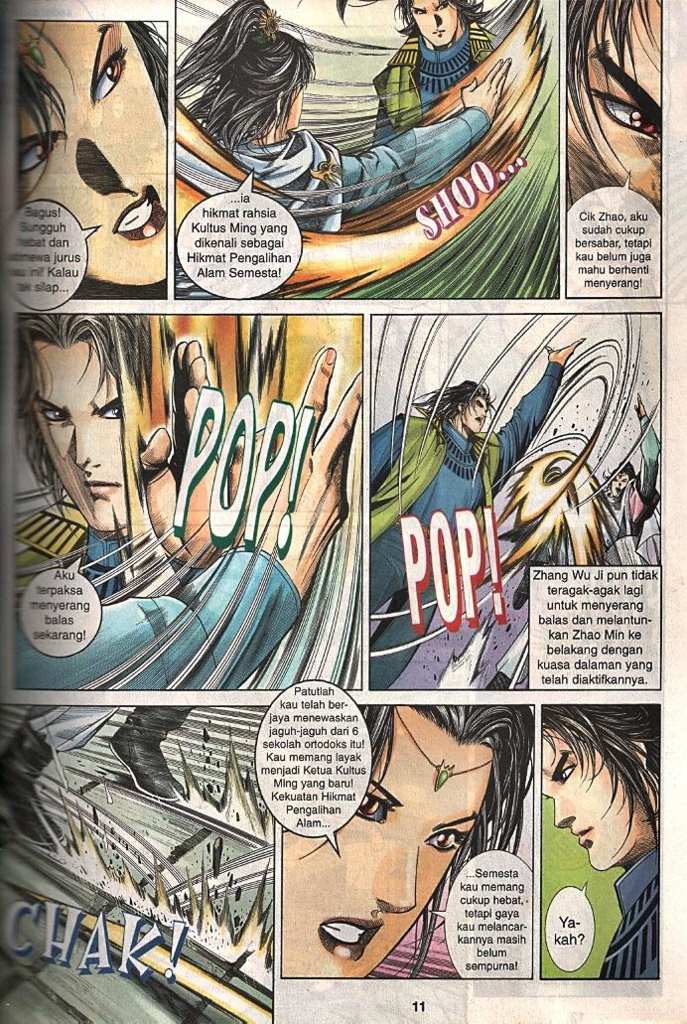 Bagus!
Sungguh
hebat dan
jurus
ini! Kalau
tak silap...
...ia
hikmat rahsia
Kultus Ming yang
dikenali sebagai
Hikmat Pengalihan
Alam Semesta!
SHOO...
Cik Zhao, aku
sudah cukup
bersabar, tetapi
kau belum juga
mahu berhenti
menyerang!
POP!
Aku
terpaksa
menyerang
balas
sekarang!
POP!
Zhang Wu Ji pun tidak
teragak-agak lagi
untuk menyerang
balas dan melantun-
kan Zhao Min ke
belakang dengan
kuasa dalaman yang
telah diaktifkannya.
CHAK!
Patutlah
kau telah ber-
jaya menewaskan
jaguh-jaguh dari 6
sekolah ortodoks itu!
Kau memang layak
menjadi Ketua Kultus
Ming yang baru!
Kekuatan Hikmat
Pengalihan
Alam...
...Semesta
kau memang
cukup hebat,
tetapi gaya
kau melancar-
kannya masih
belum
sempurna!
Ya-
kah?
11